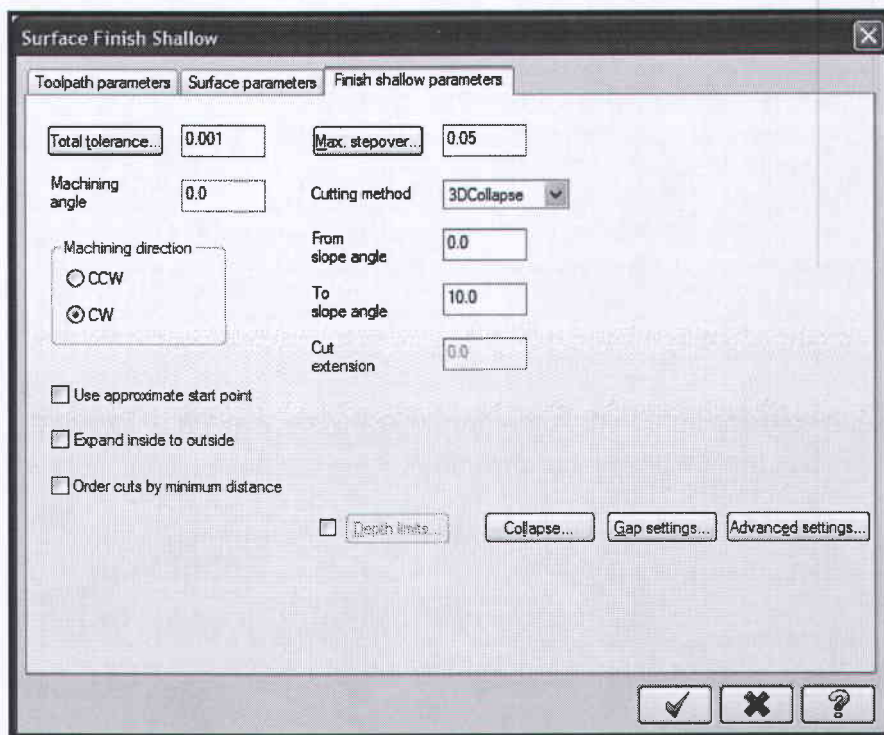 Surface Finish Shallow
Toolpath parameters Surface parameters Finish shallow parameters
Total tolerance... 0.001 Max. stepover... 0.05
Machining angle 0.0 Cutting method 3DCollapse
Machining direction
CCW
CW
From slope angle 0.0
To slope angle 10.0
Cut extension 0.0
Use approximate start point
Expand inside to outside
Order cuts by minimum distance
Depth limits... Collapse... Gap settings... Advanced settings...